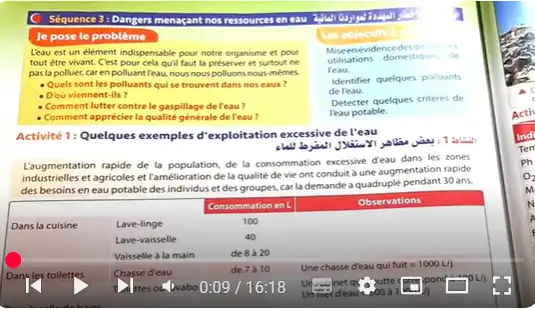 Séquence 3 : Dangers menaçant nos ressources en eau المهددة لمواردنا المائية
Je pose le problème
Les objectifs
L'eau est un élément indispensable pour notre organisme et pour
tout être vivant. C'est pour cela qu'il faut la préserver et surtout ne
pas la polluer, car en polluant l'eau, nous nous polluons nous-mêmes.
• Quels sont les polluants qui se trouvent dans nos eaux ?
• D'où viennent-ils ?
• Comment lutter contre le gaspillage de l'eau ?
• Comment apprécier la qualité générale de l'eau ?
Mise en évidence des
utilisations domestiques de
l'eau.
Identifier quelques polluants
de l'eau.
Détecter quelques critères de
l'eau potable.
Activité 1 : Quelques exemples d'exploitation excessive de l'eau
النشاط 1 : بعض مظاهر الاستغلال المفرط للماء
L'augmentation rapide de la population, de la consommation excessive d'eau dans les zones
industrielles et agricoles et l'amélioration de la qualité de vie ont conduit à une augmentation rapide
des besoins en eau potable des individus et des groupes, car la demande a quadruplé pendant 30 ans.
Consommation en L
Observations
Dans la cuisine
Lave-linge
100
Lave-vaisselle
40
Vaisselle à la main
de 8 à 20
Dans les toilettes
Chasse d'eau
de 7 à 10
Une chasse d'eau qui fuit = 1000 L/j.
0:09 / 16:18
Acti
Indi
Tem
Ph
O2
M